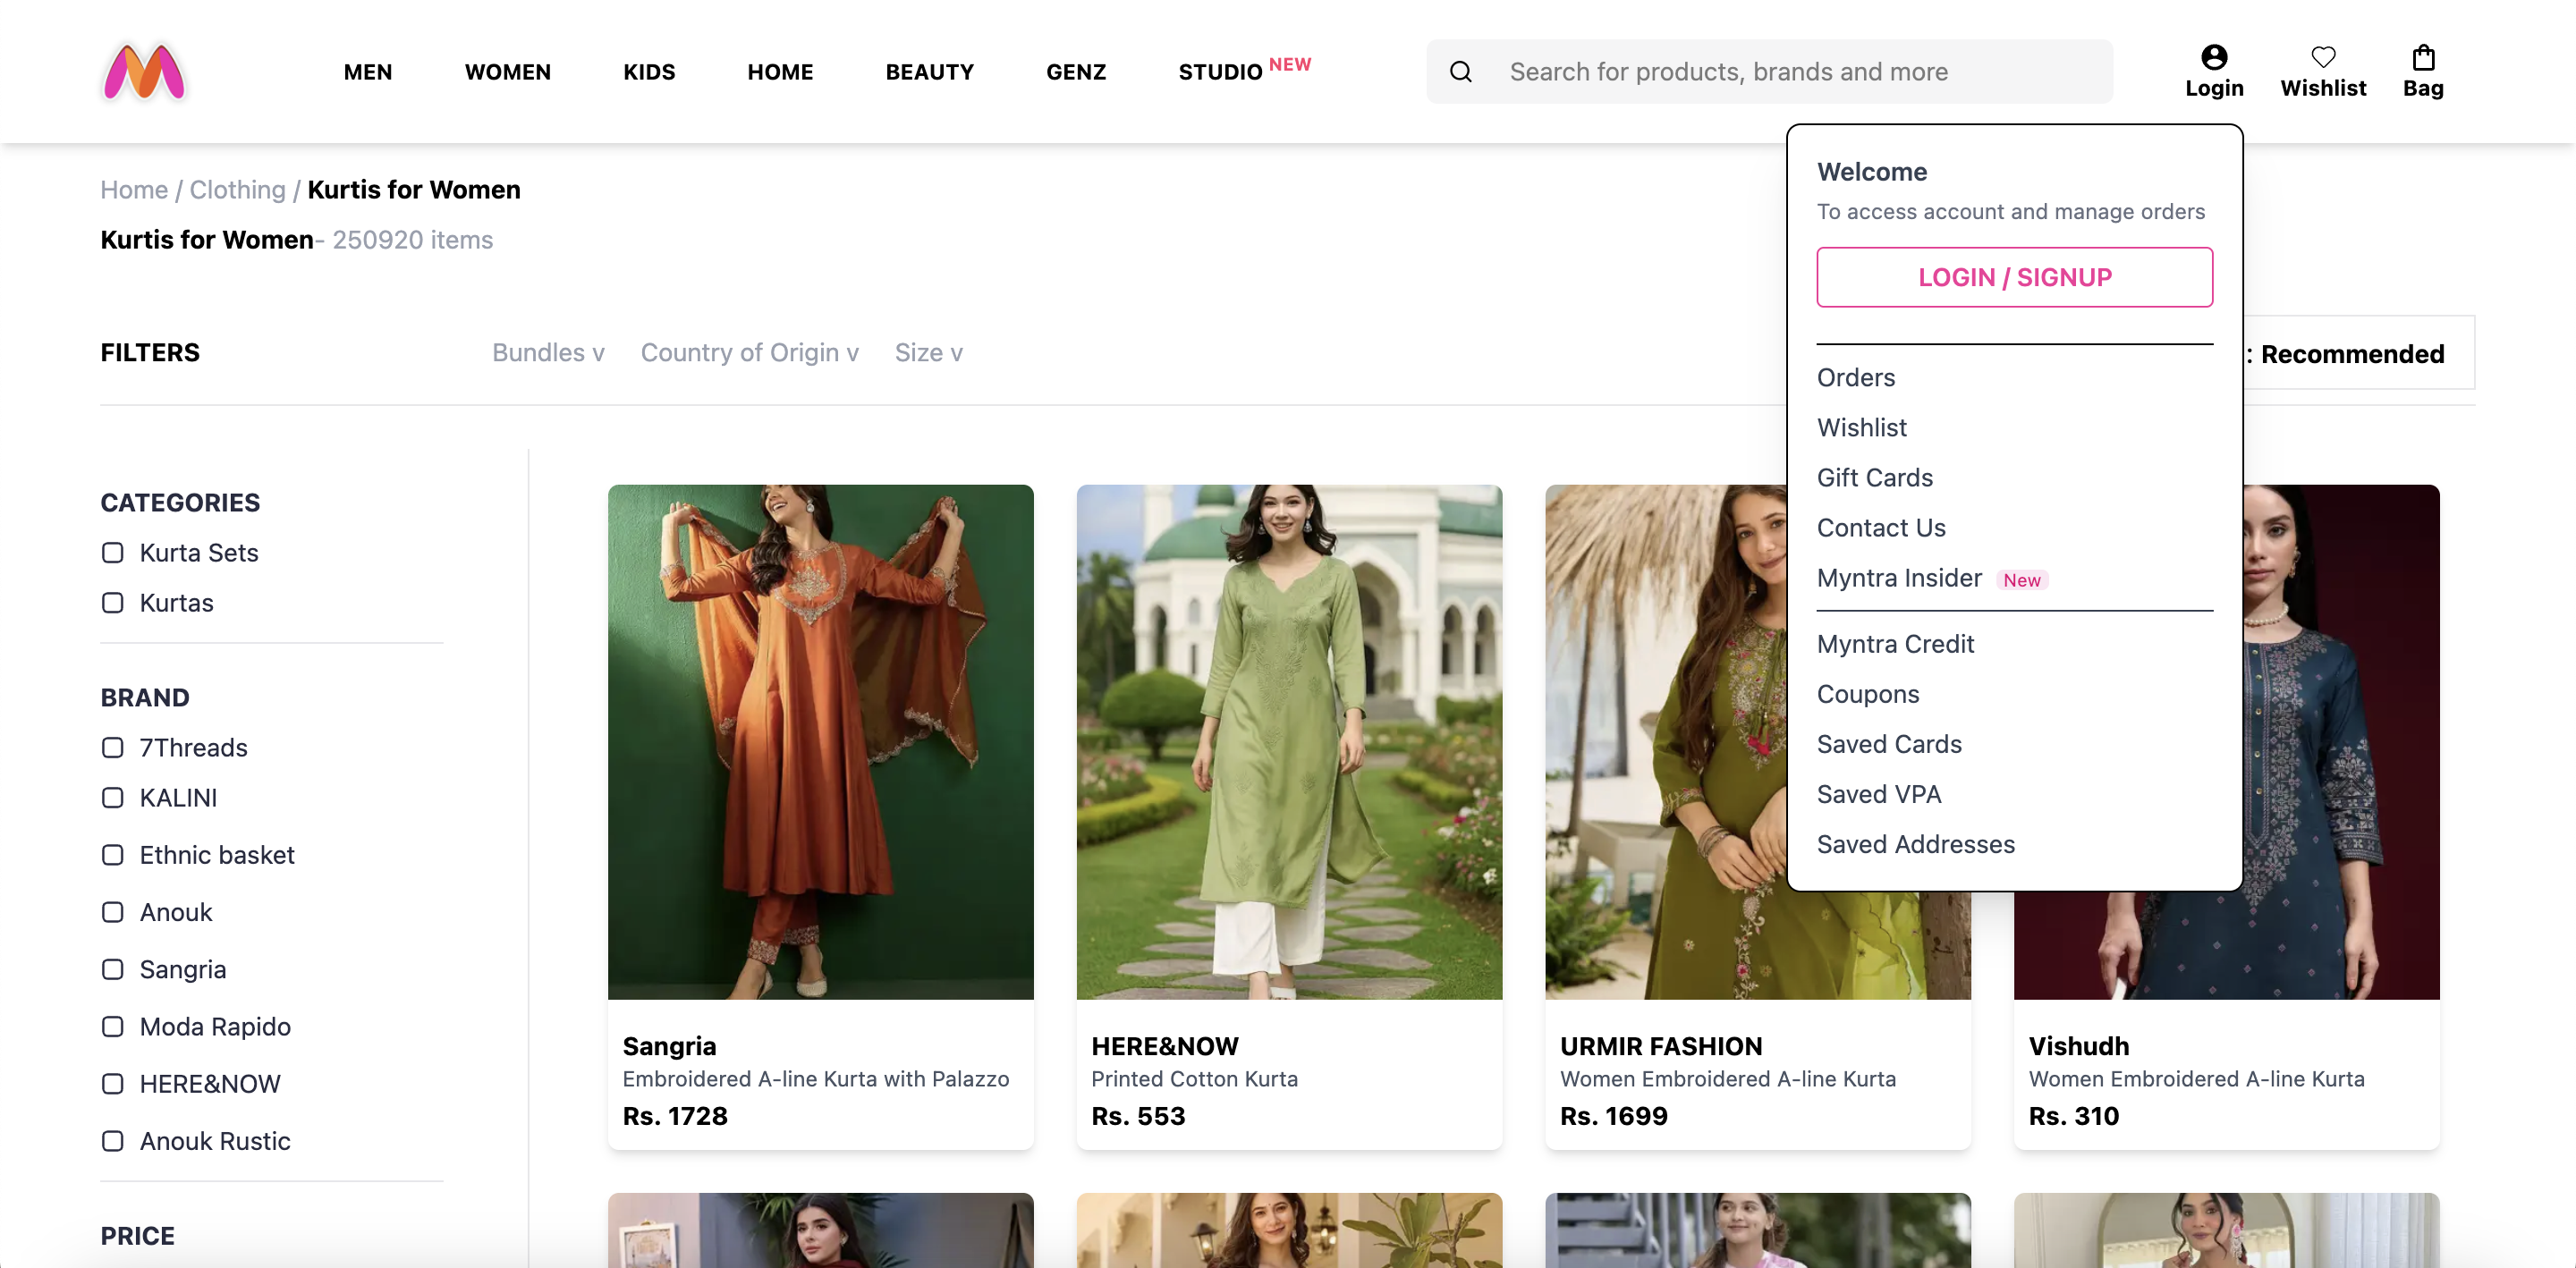 MEN WOMEN KIDS HOME BEAUTY GENZ STUDIO NEW
Search for products, brands and more
Login Wishlist Bag
Home / Clothing / Kurtis for Women
Kurtis for Women- 250920 items
FILTERS
Bundles v Country of Origin v Size v
: Recommended
Welcome
To access account and manage orders
LOGIN / SIGNUP
Orders
Wishlist
Gift Cards
Contact Us
Myntra Insider New
Myntra Credit
Coupons
Saved Cards
Saved VPA
Saved Addresses
CATEGORIES
Kurta Sets
Kurtas
BRAND
7Threads
KALINI
Ethnic basket
Anouk
Sangria
Moda Rapido
HERE&NOW
Anouk Rustic
PRICE
Sangria
Embroidered A-line Kurta with Palazzo
Rs. 1728
HERE&NOW
Printed Cotton Kurta
Rs. 553
URMIR FASHION
Women Embroidered A-line Kurta
Rs. 1699
Vishudh
Women Embroidered A-line Kurta
Rs. 310